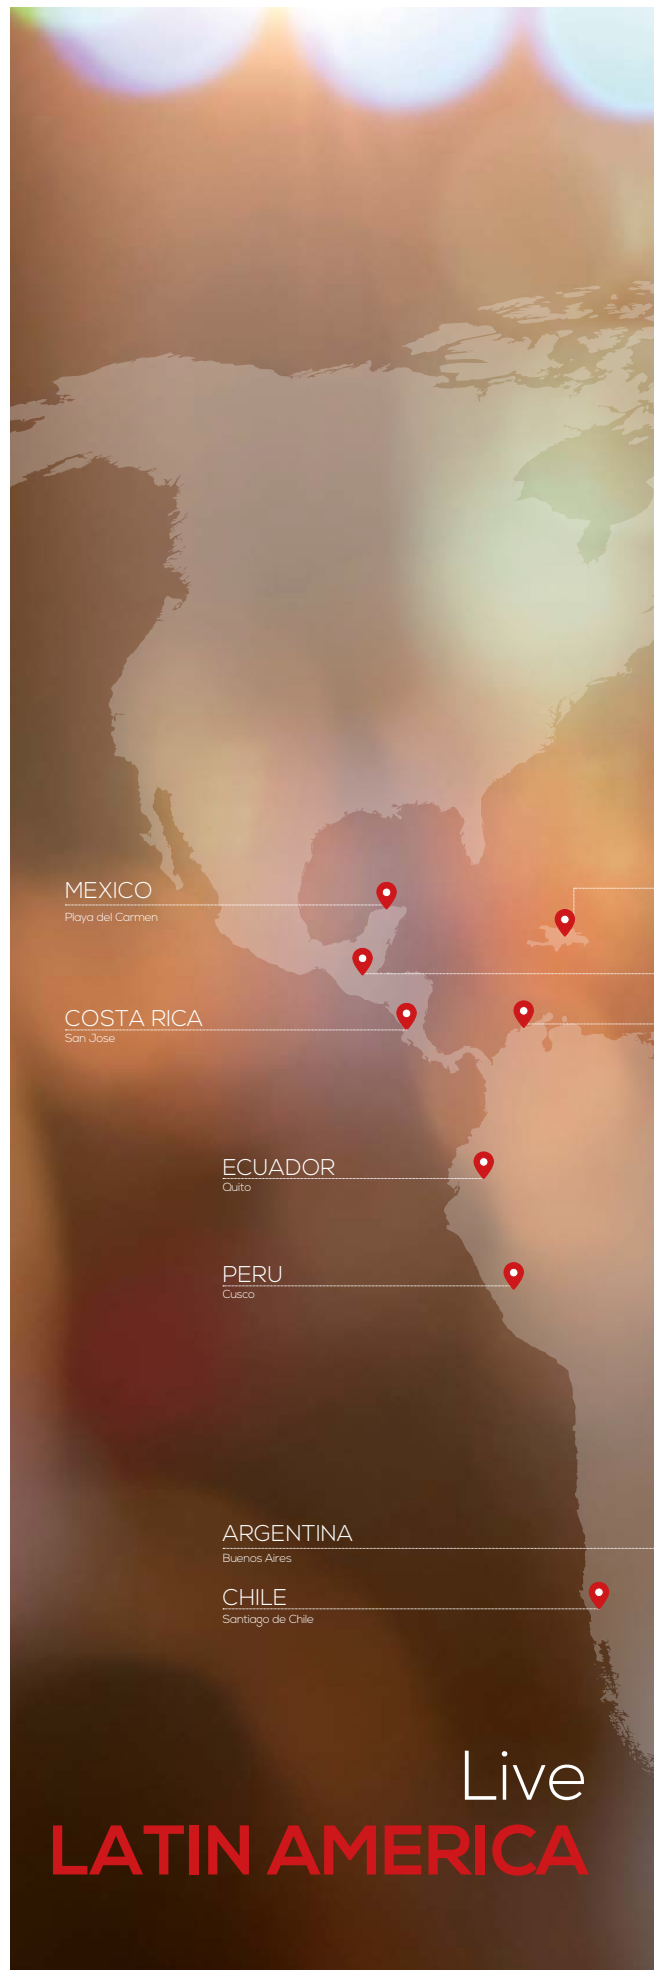 MEXICO
Playa del Carmen
COSTA RICA
San Jose
ECUADOR
Quito
PERU
Cusco
ARGENTINA
Buenos Aires
CHILE
Santiago de Chile
Live
LATIN AMERICA